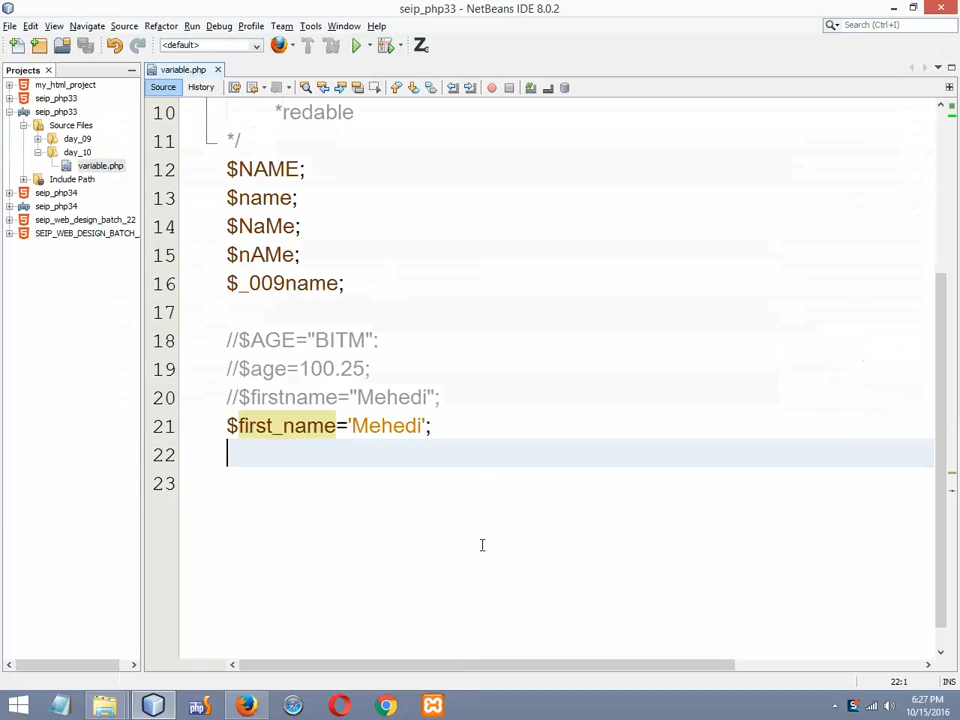 seip_php33 - NetBeans IDE 8.0.2
File Edit View Navigate Source Refactor Run Debug Profile Team Tools Window Help
Search (Ctrl+I)
<default>
Projects
variable.php
my_html_project
seip_php33
seip_php33
Source Files
day_09
day_10
variable.php
Include Path
seip_php34
seip_php34
seip_web_design_batch_22
SEIP_WEB_DESIGN_BATCH_
Source History
10 *redable
11 */
12 $NAME;
13 $name;
14 $NaMe;
15 $nAMe;
16 $_009name;
17
18 //$AGE="BITM":
19 //$age=100.25;
20 //$firstname="Mehedi";
21 $first_name='Mehedi';
22
23
22:1 INS
php
6:27 PM
10/15/2016